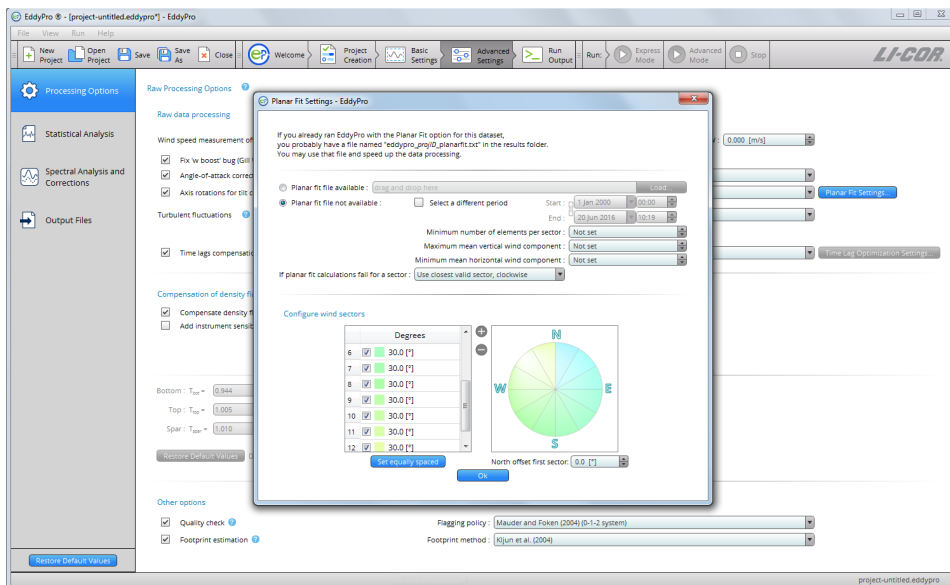 EddyPro ® - [project-untitled.eddypro*] - EddyPro
File View Run Help
New Project Open Project Save Save As Close Welcome Project Creation Basic Settings Advanced Settings Run Output Run: Express Mode Advanced Mode Stop LI-COR
Processing Options
Statistical Analysis
Spectral Analysis and Corrections
Output Files
Restore Default Values
Raw Processing Options ?
Raw data processing
Wind speed measurement of
: 0.000 [m/s]
Fix 'w boost' bug (Gill
Angle-of-attack correc
Axis rotations for tilt c
Planar Fit Settings...
Turbulent fluctuations ?
Time lags compensatio
Time Lag Optimization Settings...
Compensation of density fl
Compensate density f
Add instrument sensit
Bottom : Tbot = 0.944
Top : Ttop = 1.005
Spar : Tspar = 1.010
Restore Default Values
Other options
Quality check ?
Flagging policy : Mauder and Foken (2004) (0-1-2 system)
Footprint estimation ?
Footprint method : Kljun et al. (2004)
Planar Fit Settings - EddyPro
If you already ran EddyPro with the Planar Fit option for this dataset,
you probably have a file named "eddypro_projID_planarfit.txt" in the results folder.
You may use that file and speed up the data processing.
Planar fit file available : drag and drop here Load...
Planar fit file not available : Select a different period Start : 1 Jan 2000 00:00
End : 20 Jun 2016 10:19
Minimum number of elements per sector : Not set
Maximum mean vertical wind component : Not set
Minimum mean horizontal wind component : Not set
If planar fit calculations fail for a sector : Use closest valid sector, clockwise
Configure wind sectors
Degrees
6 30.0 [°]
7 30.0 [°]
8 30.0 [°]
9 30.0 [°]
10 30.0 [°]
11 30.0 [°]
12 30.0 [°]
N
W E
S
Set equally spaced
North offset first sector: 0.0 [°]
Ok
project-untitled.eddypro